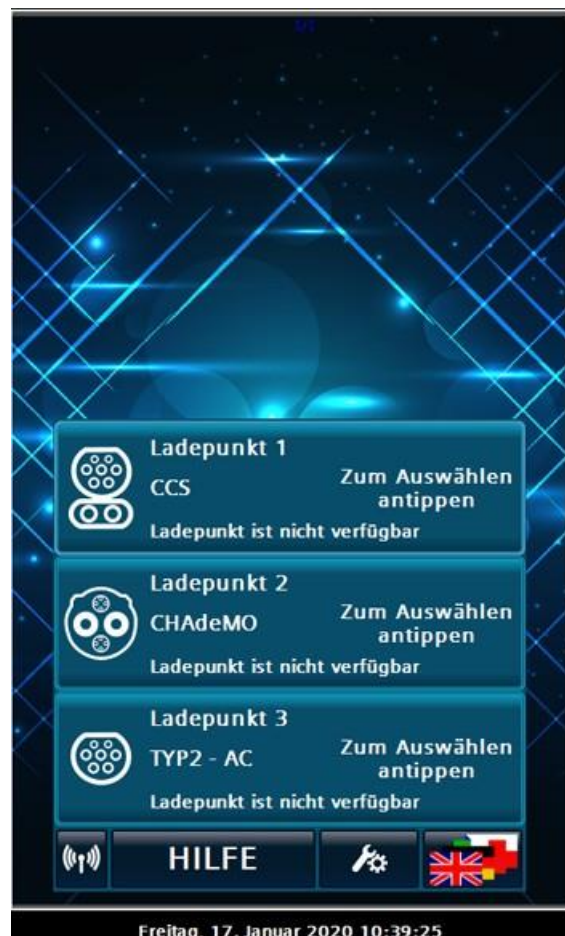 Ladepunkt 1
CCS
Zum Auswählen
antippen
Ladepunkt ist nicht verfügbar
Ladepunkt 2
CHAdeMO
Zum Auswählen
antippen
Ladepunkt ist nicht verfügbar
Ladepunkt 3
TYP2 - AC
Zum Auswählen
antippen
Ladepunkt ist nicht verfügbar
HILFE
Freitag, 17. Januar 2020 10:39:25